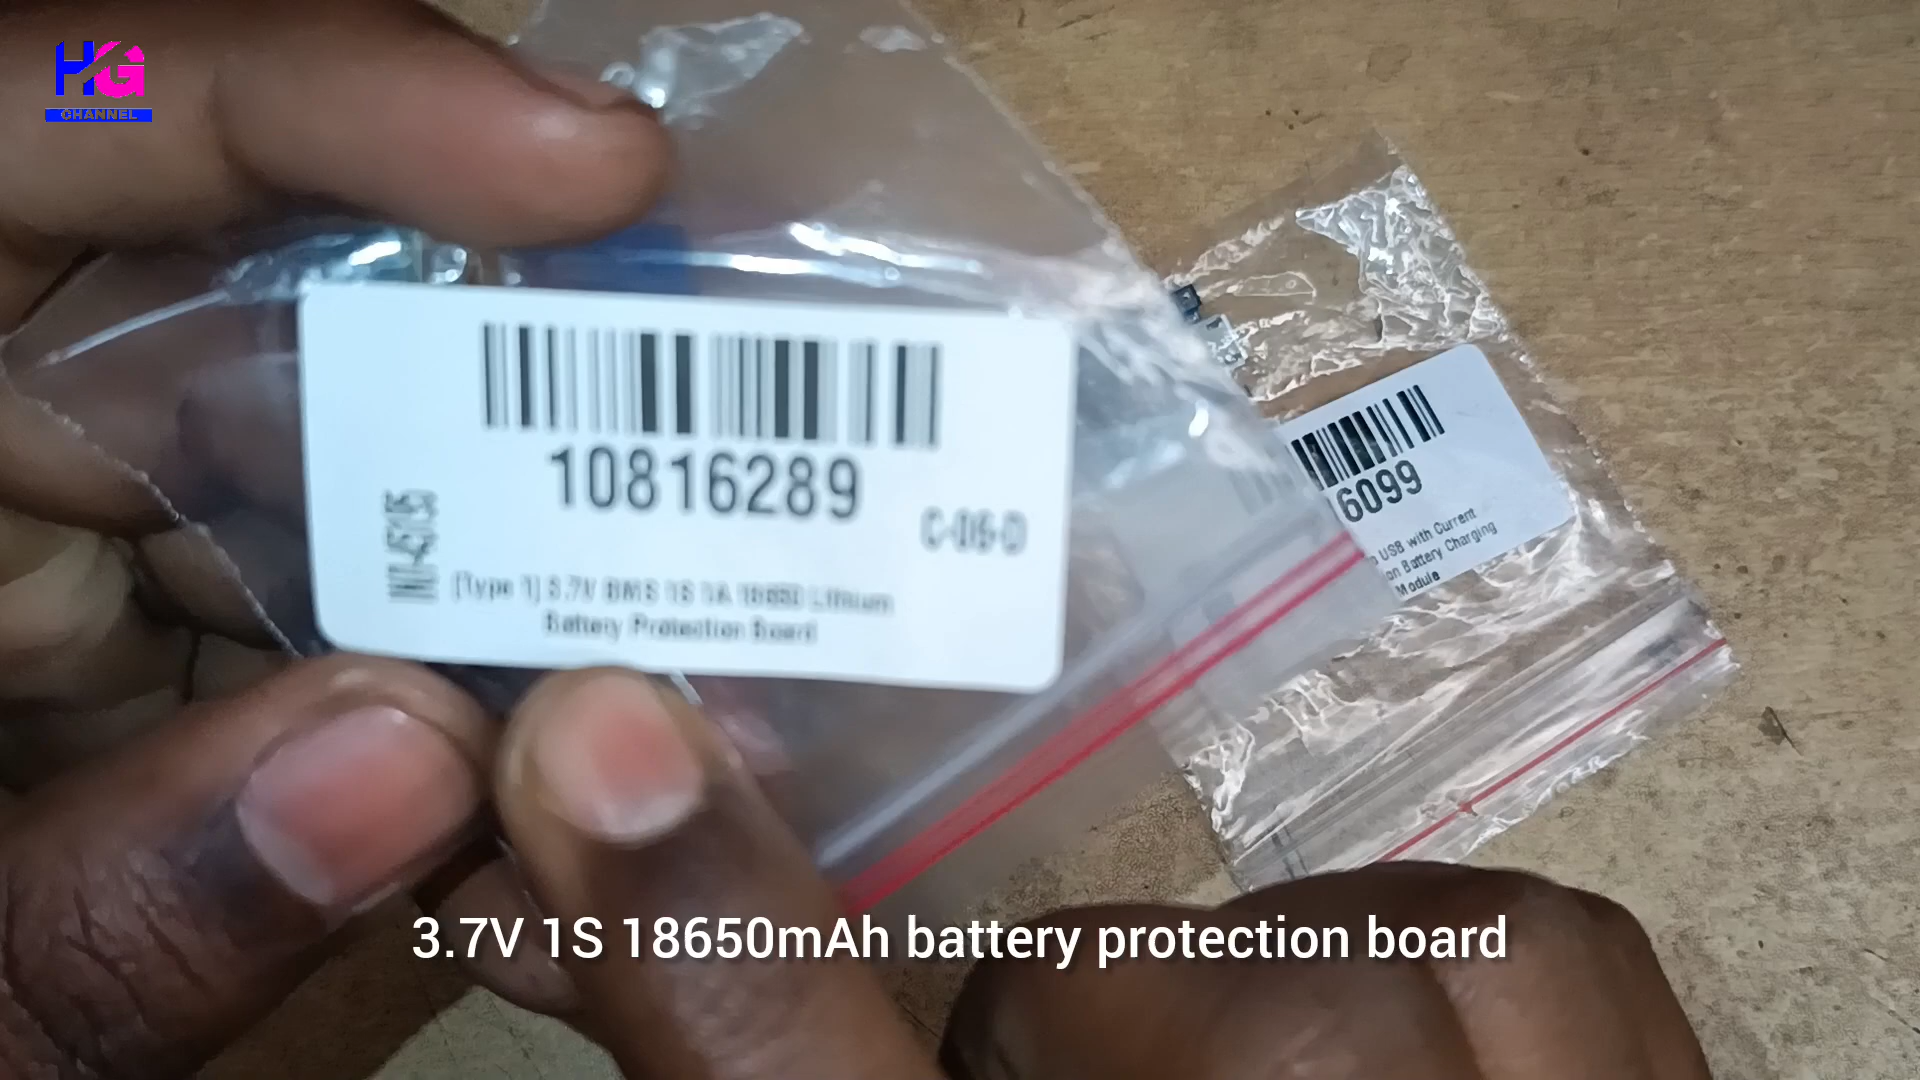 HG
CHANNEL
10816289
C-06-D
[Type 1] 3.7V BMS 1S 1A 18650 Lithium
Battery Protection Board
6099
USB with Current
on Battery Charging
Module
3.7V 1S 18650mAh battery protection board